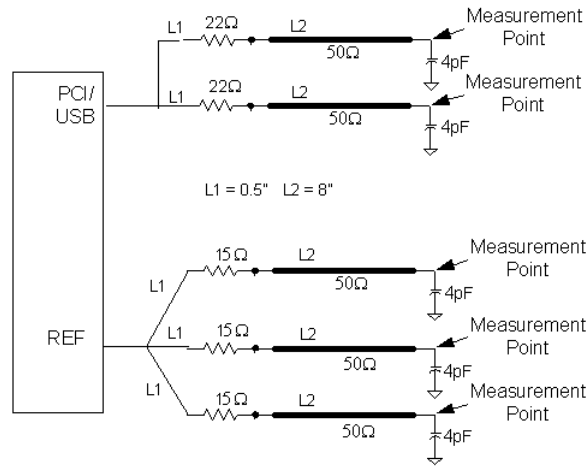 L1
22Ω
L2
50Ω
Measurement
Point
4pF
PCI/
USB
L1
22Ω
L2
50Ω
Measurement
Point
4pF
L1 = 0.5" L2 = 8"
REF
L1
15Ω
L2
50Ω
Measurement
Point
4pF
L1
15Ω
L2
50Ω
Measurement
Point
4pF
L1
15Ω
L2
50Ω
Measurement
Point
4pF